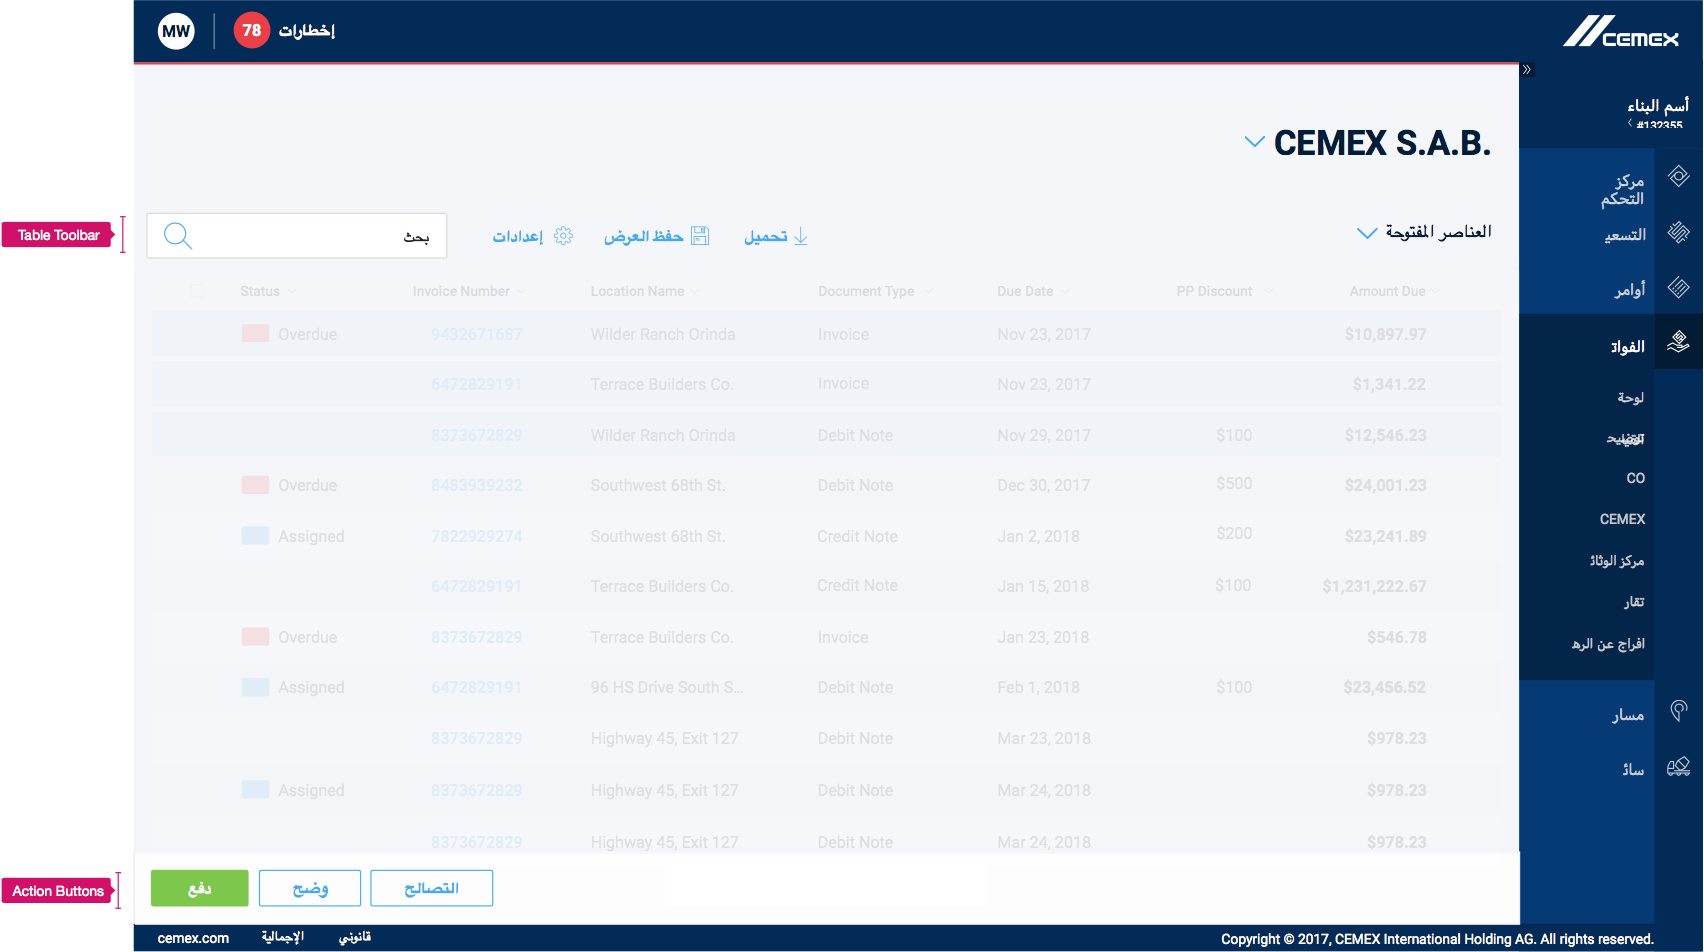 MW
78 إخطارات
CEMEX
أسم البناء
#132355
CEMEX S.A.B.
Table Toolbar
بحث
إعدادات
حفظ العرض
تحميل
العناصر المفتوحة
Status Invoice Number Location Name Document Type Due Date PP Discount Amount Due
Overdue 9432671687 Wilder Ranch Orinda Invoice Nov 23, 2017 $10,897.97
6472829191 Terrace Builders Co. Invoice Nov 23, 2017 $1,341.22
8373672829 Wilder Ranch Orinda Debit Note Nov 29, 2017 $100 $12,546.23
Overdue 8483939232 Southwest 68th St. Debit Note Dec 30, 2017 $500 $24,001.23
Assigned 7822929274 Southwest 68th St. Credit Note Jan 2, 2018 $200 $23,241.89
6472829191 Terrace Builders Co. Credit Note Jan 15, 2018 $100 $1,231,222.67
Overdue 8373672829 Terrace Builders Co. Invoice Jan 23, 2018 $546.78
Assigned 6472829191 96 HS Drive South S... Debit Note Feb 1, 2018 $100 $23,456.52
8373672829 Highway 45, Exit 127 Debit Note Mar 23, 2018 $978.23
Assigned 8373672829 Highway 45, Exit 127 Debit Note Mar 24, 2018 $978.23
8373672829 Highway 45, Exit 127 Debit Note Mar 24, 2018 $978.23
مركز
التحكم
التسعي
أوامر
الفوات
لوحة
CO
CEMEX
مركز الوثائ
تقار
افراج عن الره
مسار
سائ
Action Buttons
دفع
وضح
التصالح
cemex.com
الإجمالية
قانوني
Copyright © 2017, CEMEX International Holding AG. All rights reserved.